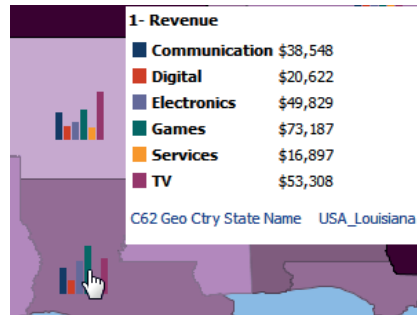 1- Revenue
Communication $38,548
Digital $20,622
Electronics $49,829
Games $73,187
Services $16,897
TV $53,308
C62 Geo Ctry State Name USA_Louisiana